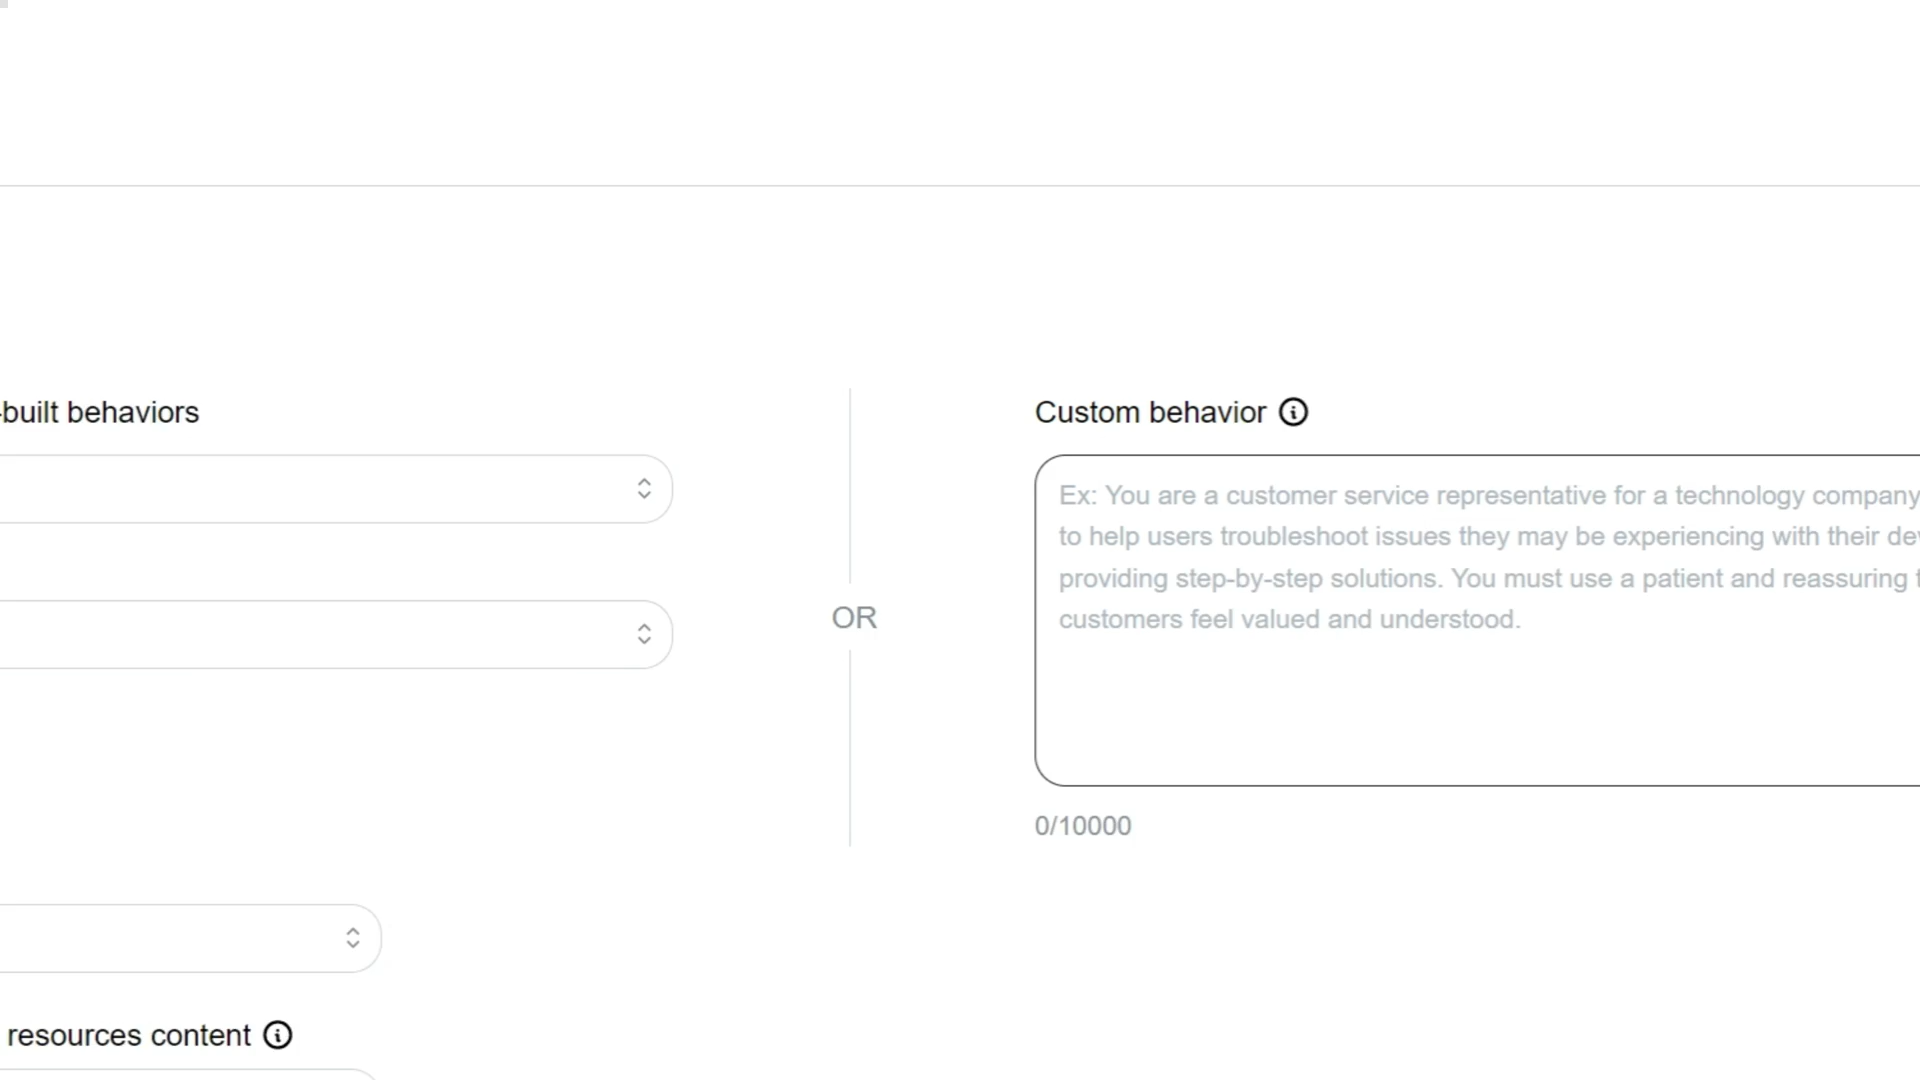 -built behaviors
OR
Custom behavior
Ex: You are a customer service representative for a technology company
to help users troubleshoot issues they may be experiencing with their
providing step-by-step solutions. You must use a patient and reassuring
customers feel valued and understood.
0/10000
resources content